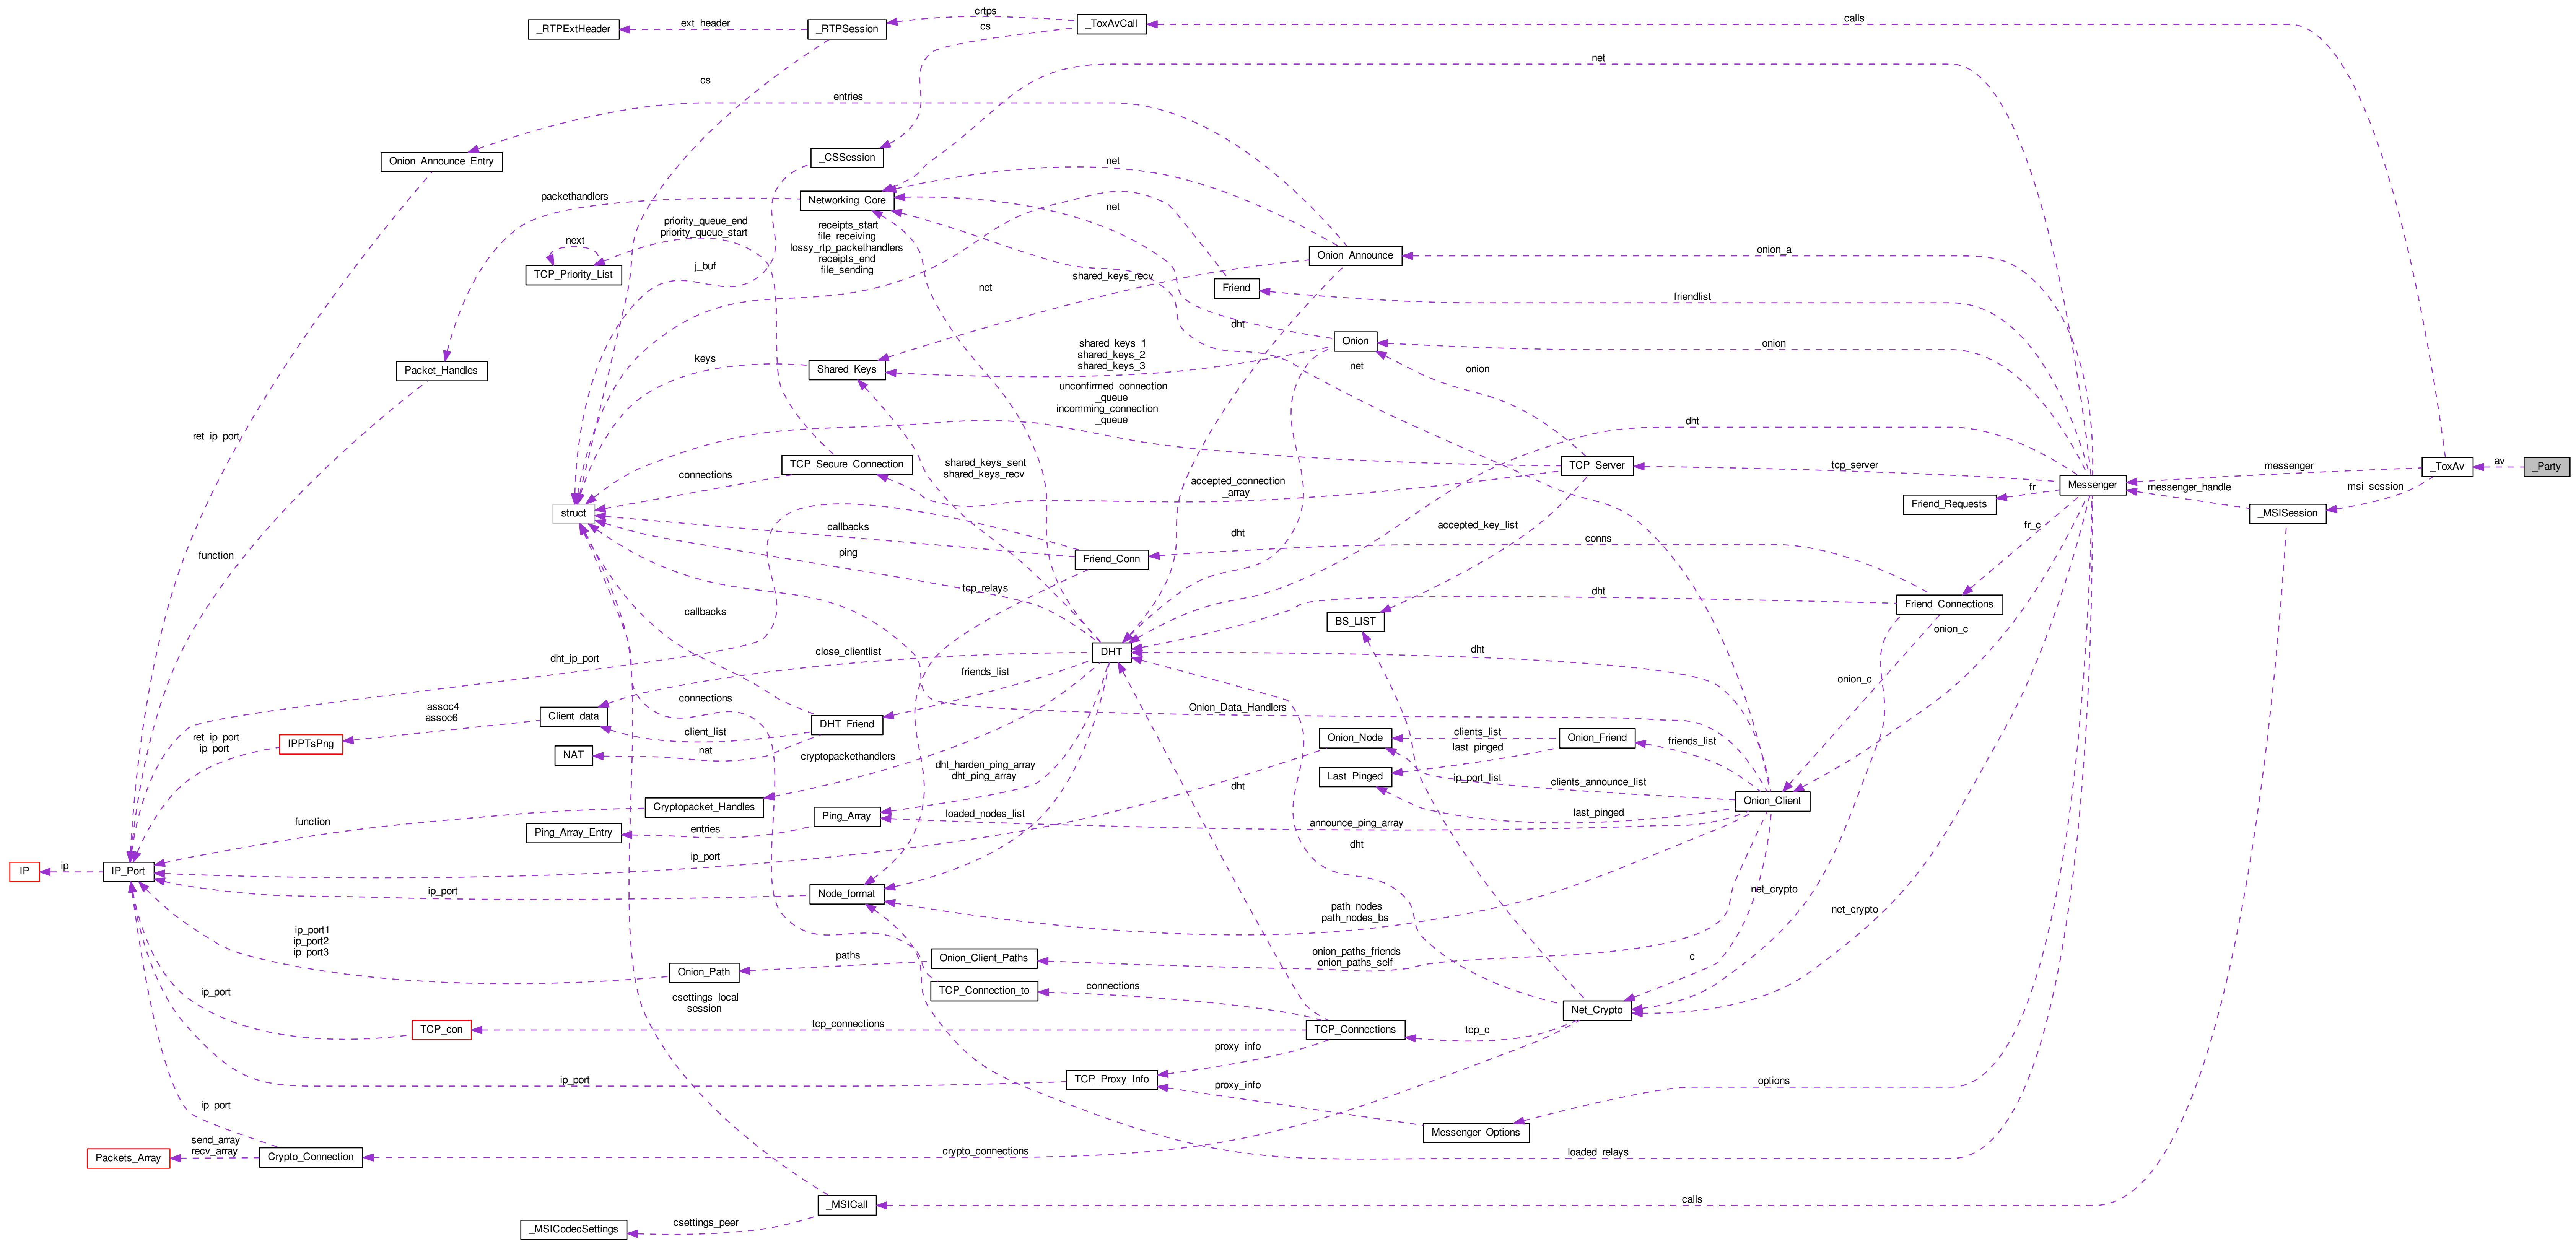 crtps
_RTPExtHeader
ext_header
_RTPSession
_ToxAvCall
calls
cs
net
cs
entries
Onion_Announce_Entry
_CSSession
net
packethandlers
Networking_Core
net
priority_queue_end
priority_queue_start
receipts_start
file_receiving
lossy_rtp_packethandlers
receipts_end
file_sending
next
TCP_Priority_List
j_buf
Onion_Announce
onion_a
shared_keys_recv
net
Friend
friendlist
dht
Onion
onion
keys
Shared_Keys
shared_keys_1
shared_keys_2
shared_keys_3
net
onion
Packet_Handles
unconfirmed_connection
_queue
incomming_connection
_queue
dht
ret_ip_port
TCP_Secure_Connection
shared_keys_sent
shared_keys_recv
TCP_Server
tcp_server
messenger
_ToxAv
av
_Party
connections
accepted_connection
_array
Messenger
fr
messenger_handle
msi_session
Friend_Requests
struct
_MSISession
callbacks
accepted_key_list
fr_c
dht
conns
function
ping
Friend_Conn
tcp_relays
dht
Friend_Connections
callbacks
BS_LIST
onion_c
dht_ip_port
close_clientlist
DHT
dht
friends_list
onion_c
connections
assoc4
assoc6
Client_data
Onion_Data_Handlers
DHT_Friend
ret_ip_port
ip_port
IPPTsPng
client_list
Onion_Node
clients_list
Onion_Friend
friends_list
NAT
nat
cryptopackethandlers
last_pinged
dht_harden_ping_array
dht_ping_array
Last_Pinged
ip_port_list
clients_announce_list
dht
Cryptopacket_Handles
Onion_Client
function
Ping_Array
loaded_nodes_list
last_pinged
Ping_Array_Entry
entries
announce_ping_array
dht
ip_port
IP
ip
IP_Port
ip_port
Node_format
net_crypto
path_nodes
path_nodes_bs
net_crypto
ip_port1
ip_port2
ip_port3
paths
Onion_Client_Paths
onion_paths_friends
onion_paths_self
c
Onion_Path
ip_port
csettings_local
session
TCP_Connection_to
connections
Net_Crypto
TCP_con
tcp_connections
TCP_Connections
tcp_c
proxy_info
ip_port
TCP_Proxy_Info
proxy_info
options
ip_port
Messenger_Options
send_array
recv_array
Packets_Array
Crypto_Connection
crypto_connections
loaded_relays
_MSICall
calls
_MSICodecSettings
csettings_peer